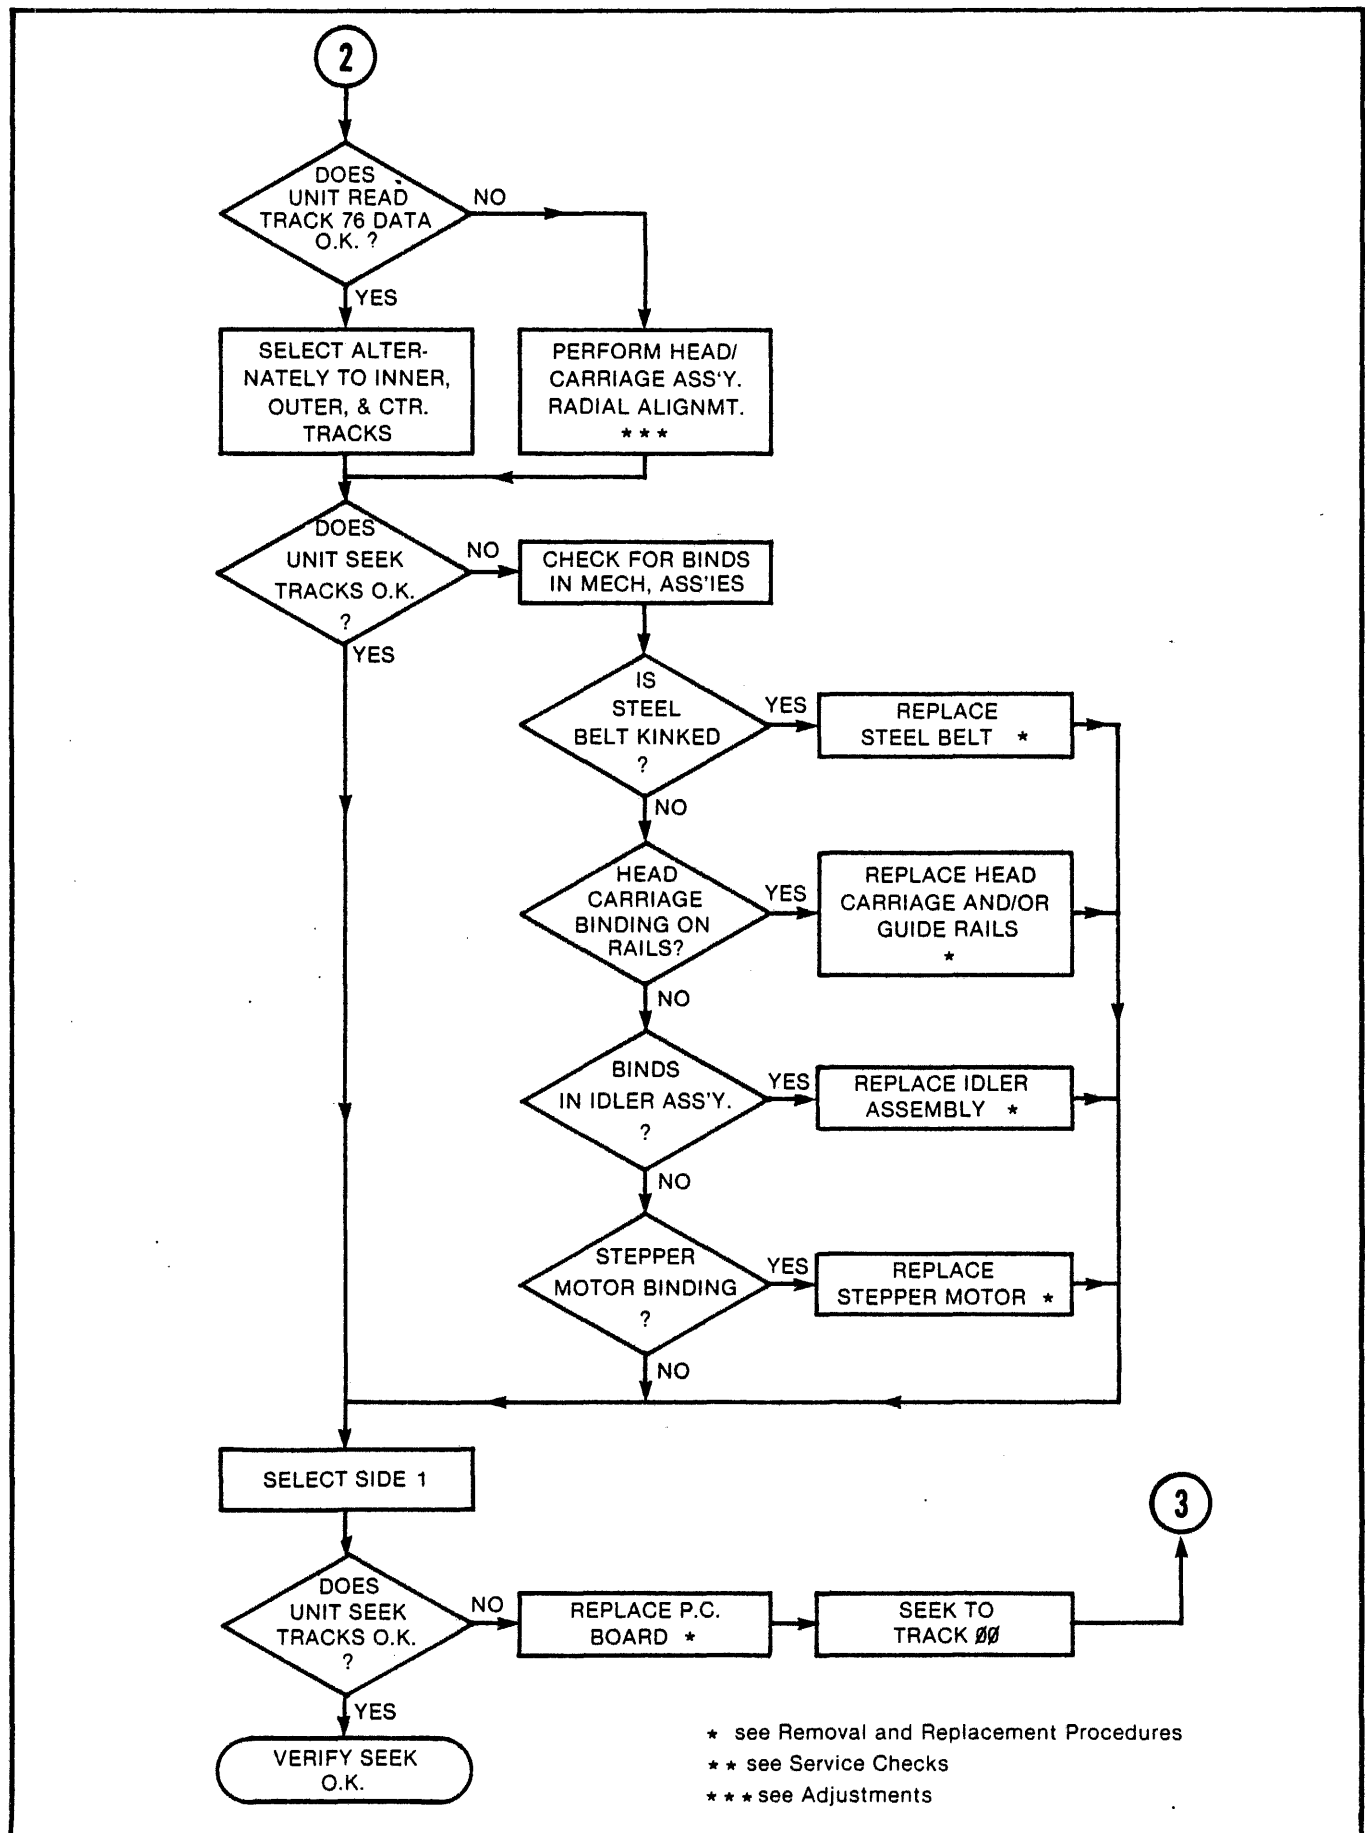 2
DOES
UNIT READ
TRACK 76 DATA
O.K. ?
NO
YES
SELECT ALTER-
NATELY TO INNER,
OUTER, & CTR.
TRACKS
PERFORM HEAD/
CARRIAGE ASS'Y.
RADIAL ALIGNMT.
* * *
DOES
UNIT SEEK
TRACKS O.K.
?
NO
YES
CHECK FOR BINDS
IN MECH, ASS'IES
IS
STEEL
BELT KINKED
?
YES
NO
REPLACE
STEEL BELT *
HEAD
CARRIAGE
BINDING ON
RAILS?
YES
NO
REPLACE HEAD
CARRIAGE AND/OR
GUIDE RAILS
*
BINDS
IN IDLER ASS'Y.
?
YES
NO
REPLACE IDLER
ASSEMBLY *
STEPPER
MOTOR BINDING
?
YES
NO
REPLACE
STEPPER MOTOR *
SELECT SIDE 1
DOES
UNIT SEEK
TRACKS O.K.
?
NO
YES
REPLACE P.C.
BOARD *
SEEK TO
TRACK ØØ
3
VERIFY SEEK
O.K.
* see Removal and Replacement Procedures
* * see Service Checks
* * * see Adjustments